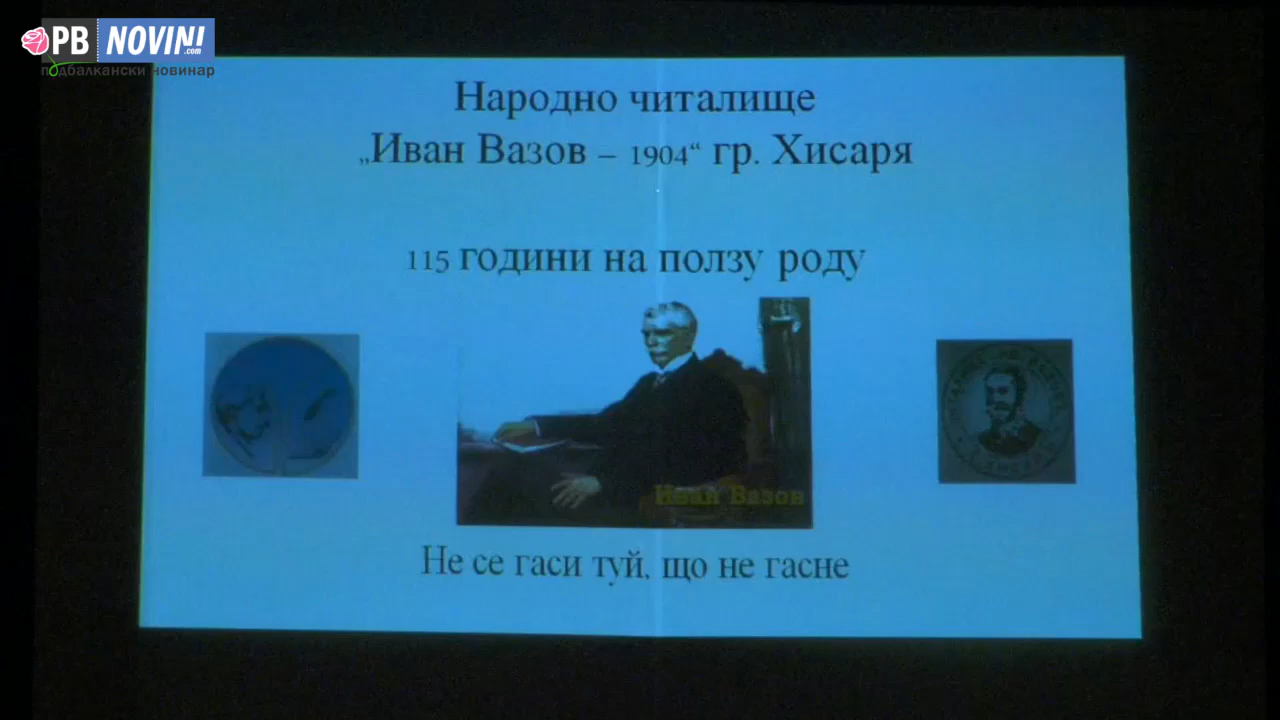 PB NOVINI.com
подбалкански новинар
Народно читалище
„Иван Вазов – 1904“ гр. Хисаря
115 години на ползу роду
Иван Вазов
Не се гаси туй, що не гасне